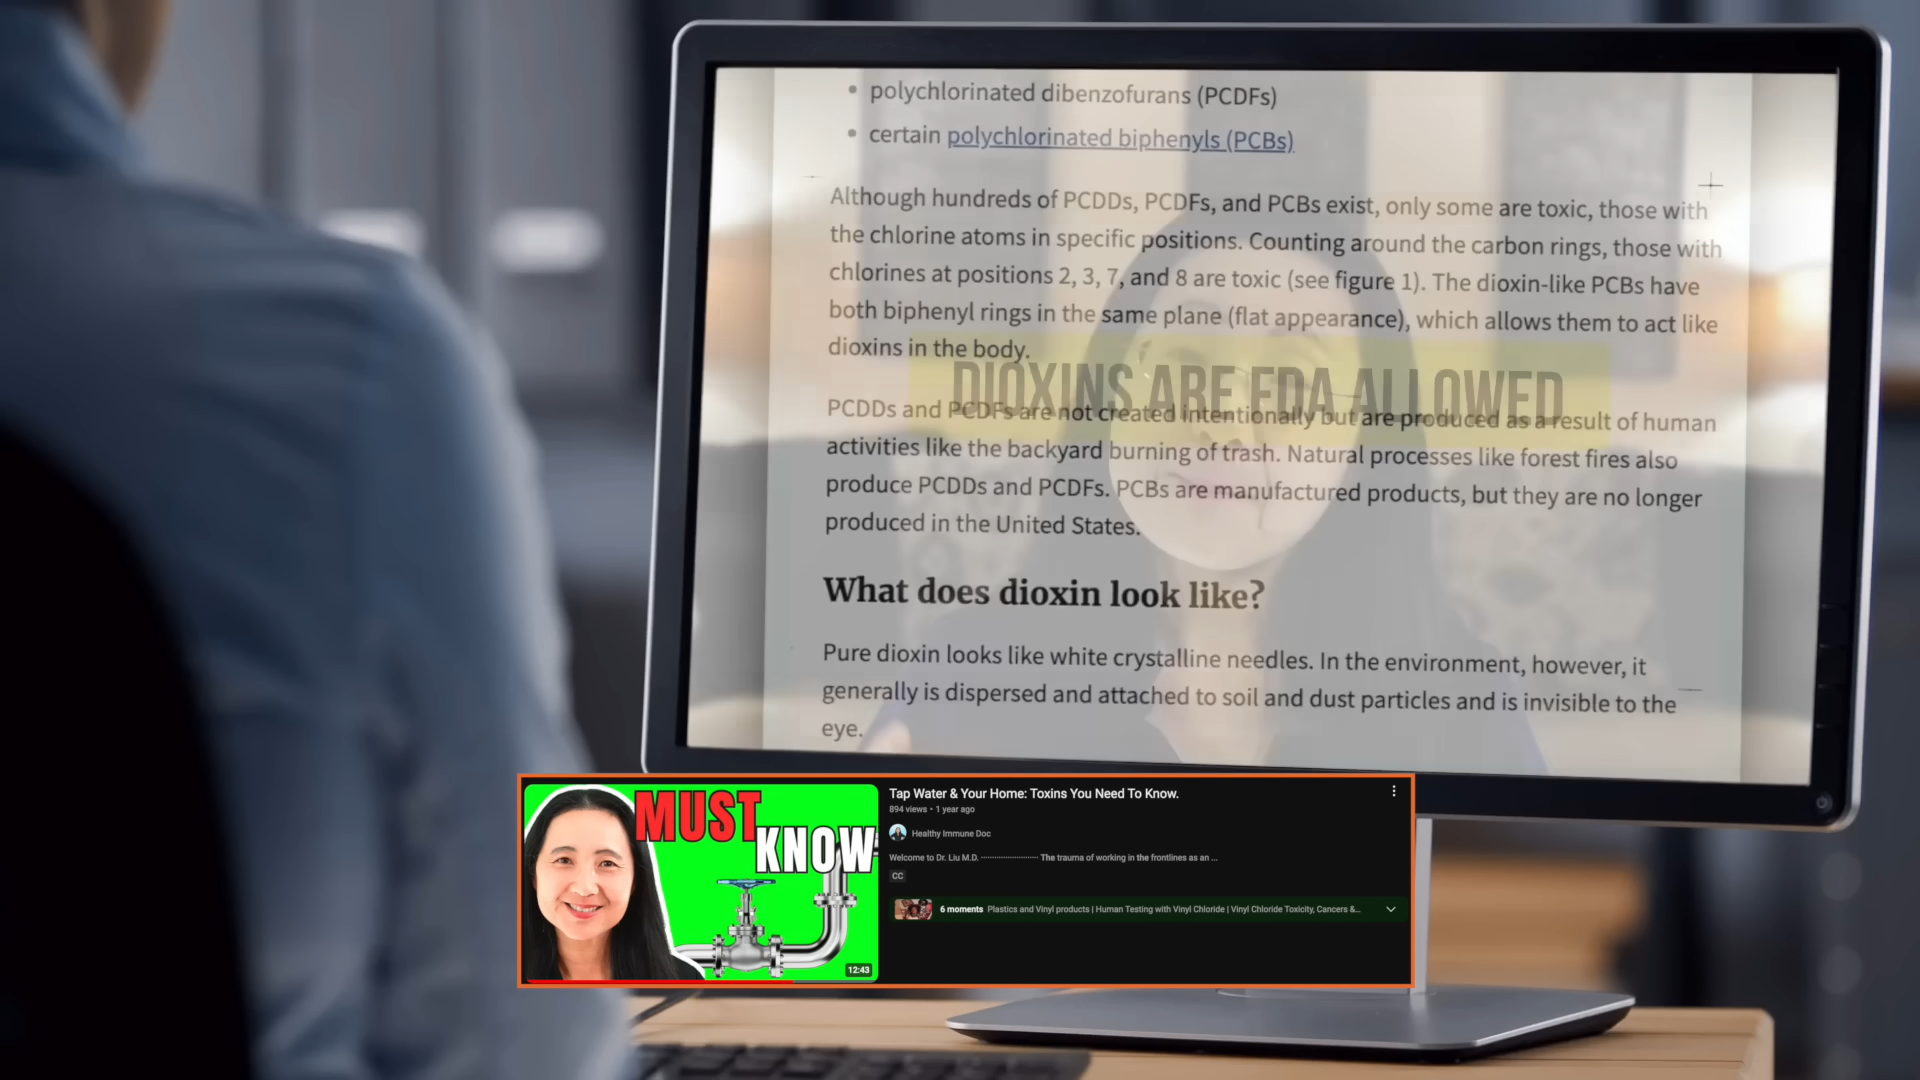 • polychlorinated dibenzofurans (PCDFs)
• certain polychlorinated biphenyls (PCBs)
Although hundreds of PCDDs, PCDFs, and PCBs exist, only some are toxic, those with
the chlorine atoms in specific positions. Counting around the carbon rings, those with
chlorines at positions 2, 3, 7, and 8 are toxic (see figure 1). The dioxin-like PCBs have
both biphenyl rings in the same plane (flat appearance), which allows them to act like
dioxins in the body.
DIOXINS ARE FDA ALLOWED
PCDDs and PCDFs are not created intentionally but are produced as a result of human
activities like the backyard burning of trash. Natural processes like forest fires also
produce PCDDs and PCDFs. PCBs are manufactured products, but they are no longer
produced in the United States.
What does dioxin look like?
Pure dioxin looks like white crystalline needles. In the environment, however, it
generally is dispersed and attached to soil and dust particles and is invisible to the
eye.
MUST
KNOW
12:43
Tap Water & Your Home: Toxins You Need To Know.
894 views • 1 year ago
Healthy Immune Doc
Welcome to Dr. Liu M.D. ------------------------ The trauma of working in the frontlines as an ...
CC
6 moments Plastics and Vinyl products | Human Testing with Vinyl Chloride | Vinyl Chloride Toxicity, Cancers &...